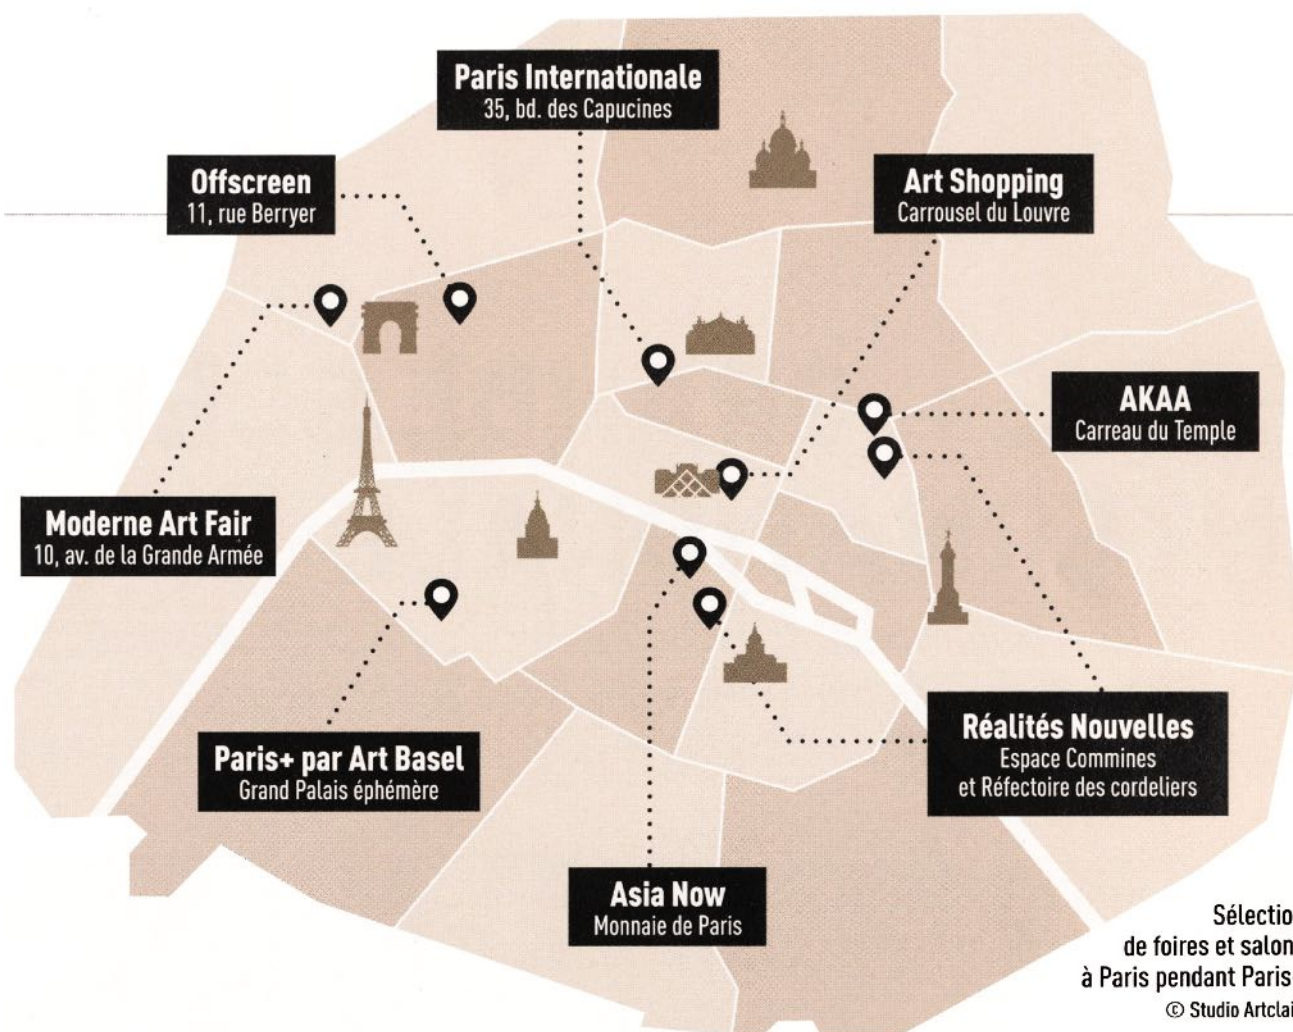 Paris Internationale
35, bd. des Capucines
Offscreen
11, rue Berryer
Art Shopping
Carrousel du Louvre
AKAA
Carreau du Temple
Moderne Art Fair
10, av. de la Grande Armée
Paris+ par Art Basel
Grand Palais éphémère
Réalités Nouvelles
Espace Commines
et Réfectoire des cordeliers
Asia Now
Monnaie de Paris
Sélectio
de foires et salon
à Paris pendant Paris
© Studio Artclai